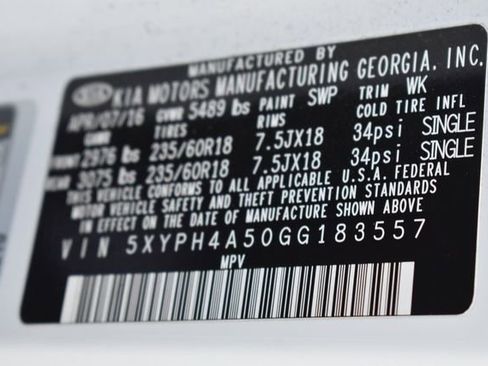 MANUFACTURED BY
KIA KIA MOTORS MANUFACTURING GEORGIA, INC.
APR/07/16 GVWR 5489 lbs PAINT SWP TRIM WK
GAWR TIRES RIMS COLD TIRE INFL
FRONT 2976 lbs 235/60R18 7.5JX18 34psi SINGLE
REAR 3075 lbs 235/60R18 7.5JX18 34psi SINGLE
THIS VEHICLE CONFORMS TO ALL APPLICABLE U.S.A. FEDERAL
MOTOR VEHICLE SAFETY AND THEFT PREVENTION STANDARDS
IN EFFECT ON THE DATE OF MANUFACTURE SHOWN ABOVE
VIN 5XYPH4A50GG183557
MPV